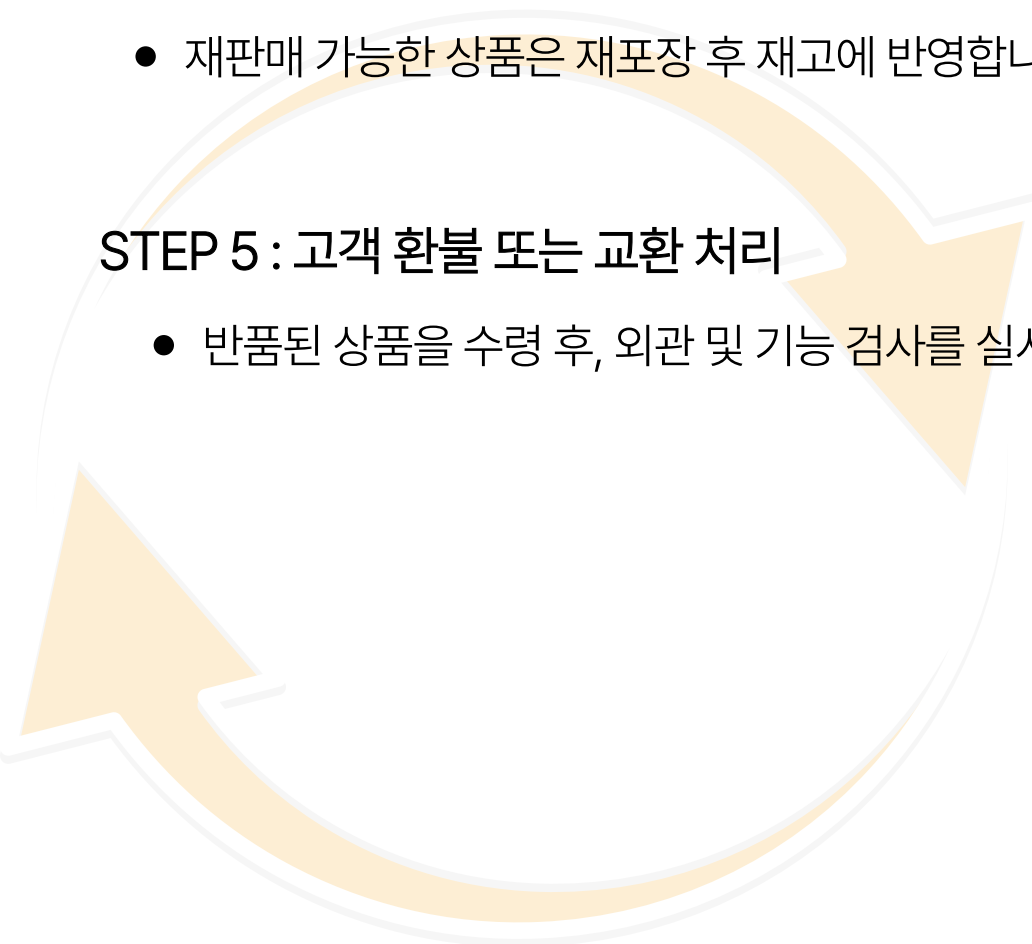 ● 재판매 가능한 상품은 재포장 후 재고에 반영합
STEP 5 : 고객 환불 또는 교환 처리
● 반품된 상품을 수령 후, 외관 및 기능 검사를